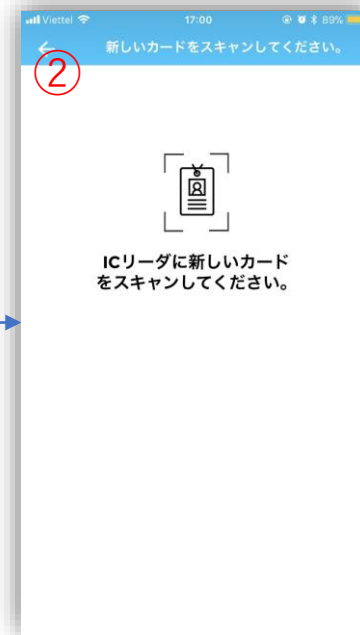 Viettel 17:00 89%
新しいカードをスキャンしてください。
②
ICリーダに新しいカード
をスキャンしてください。